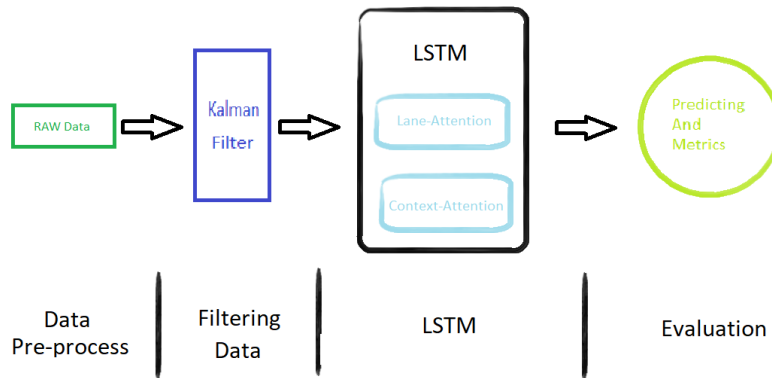 LSTM
RAW Data
Kalman
Filter
Lane-Attention
Context-Attention
Predicting
And
Metrics
Data
Pre-process
Filtering
Data
LSTM
Evaluation